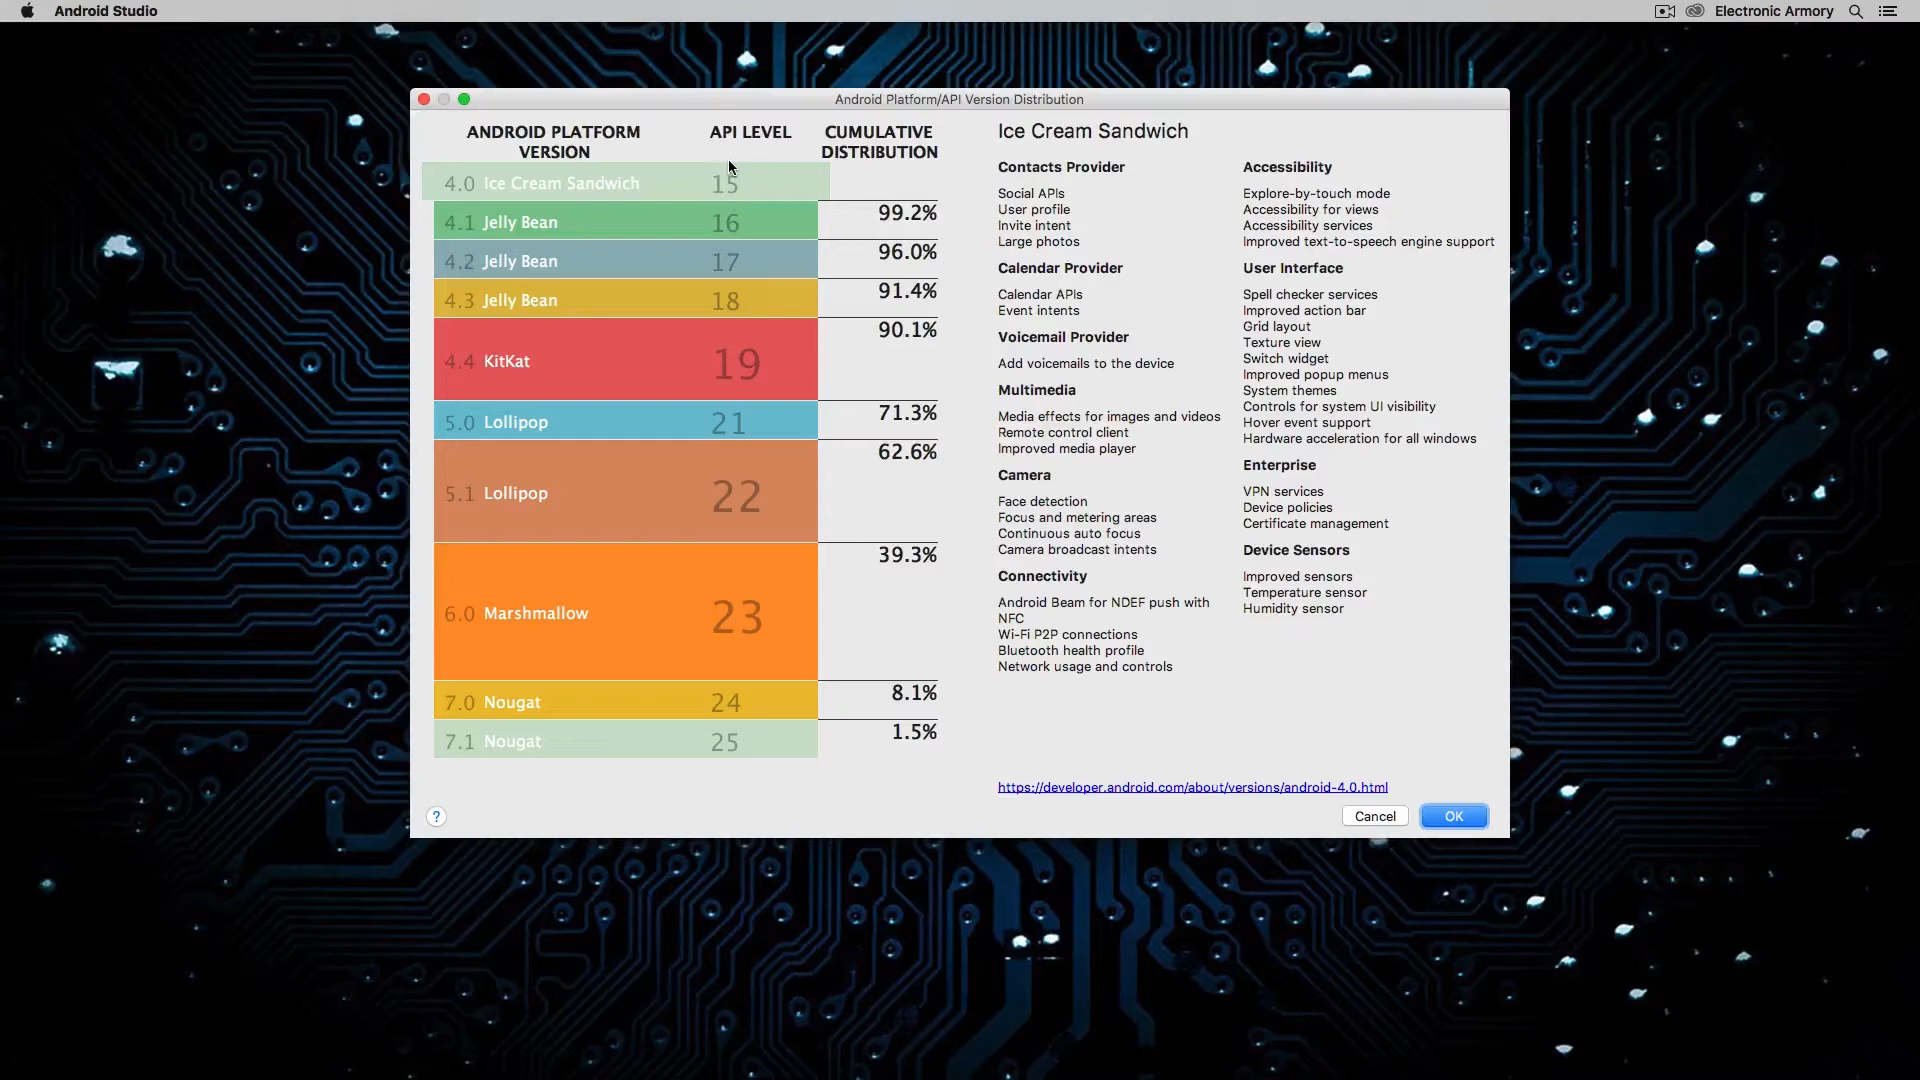 Android Studio
Electronic Armory
Android Platform/API Version Distribution
ANDROID PLATFORM
VERSION
API LEVEL
CUMULATIVE
DISTRIBUTION
4.0 Ice Cream Sandwich 15
4.1 Jelly Bean 16
99.2%
4.2 Jelly Bean 17
96.0%
4.3 Jelly Bean 18
91.4%
4.4 KitKat 19
90.1%
5.0 Lollipop 21
71.3%
5.1 Lollipop 22
62.6%
6.0 Marshmallow 23
39.3%
7.0 Nougat 24
8.1%
7.1 Nougat 25
1.5%
Ice Cream Sandwich
Contacts Provider
Social APIs
User profile
Invite intent
Large photos
Calendar Provider
Calendar APIs
Event intents
Voicemail Provider
Add voicemails to the device
Multimedia
Media effects for images and videos
Remote control client
Improved media player
Camera
Face detection
Focus and metering areas
Continuous auto focus
Camera broadcast intents
Connectivity
Android Beam for NDEF push with
NFC
Wi-Fi P2P connections
Bluetooth health profile
Network usage and controls
Accessibility
Explore-by-touch mode
Accessibility for views
Accessibility services
Improved text-to-speech engine support
User Interface
Spell checker services
Improved action bar
Grid layout
Texture view
Switch widget
Improved popup menus
System themes
Controls for system UI visibility
Hover event support
Hardware acceleration for all windows
Enterprise
VPN services
Device policies
Certificate management
Device Sensors
Improved sensors
Temperature sensor
Humidity sensor
https://developer.android.com/about/versions/android-4.0.html
?
Cancel
OK